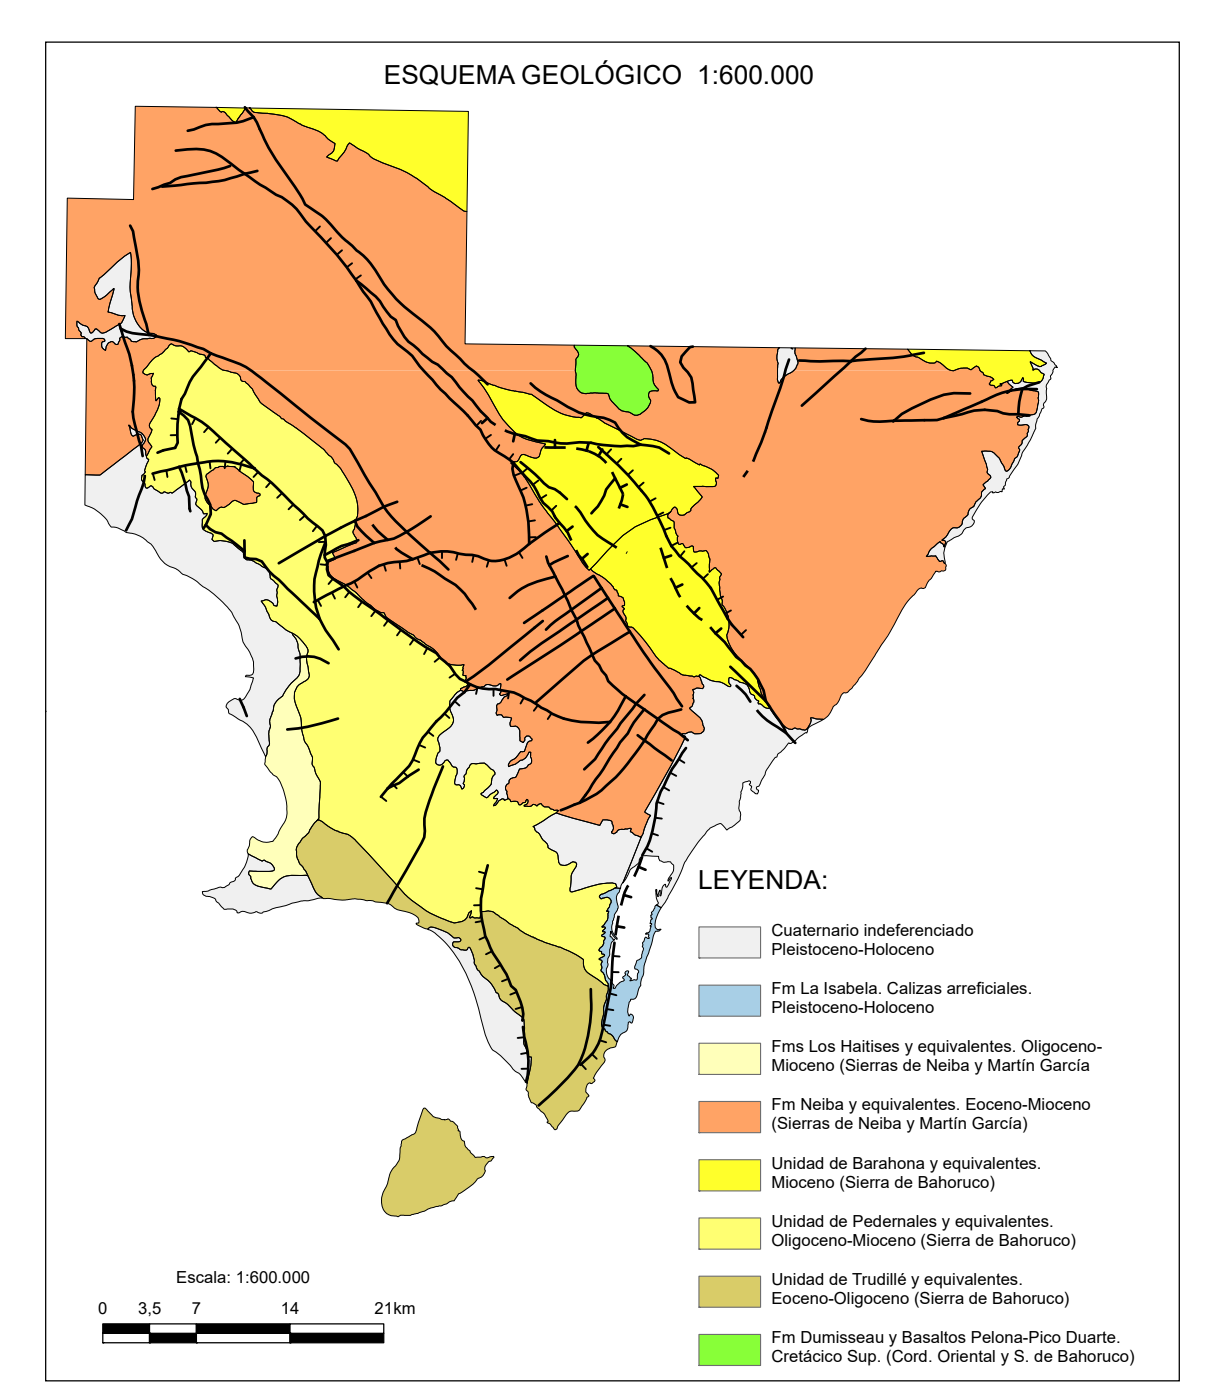 ESQUEMA GEOLÓGICO 1:600.000
LEYENDA:
Cuaternario indeferenciado
Pleistoceno-Holoceno
Fm La Isabela. Calizas arreficiales.
Pleistoceno-Holoceno
Fms Los Haitises y equivalentes. Oligoceno-
Mioceno (Sierras de Neiba y Martín García
Fm Neiba y equivalentes. Eoceno-Mioceno
(Sierras de Neiba y Martín García)
Unidad de Barahona y equivalentes.
Mioceno (Sierra de Bahoruco)
Unidad de Pedernales y equivalentes.
Oligoceno-Mioceno (Sierra de Bahoruco)
Unidad de Trudillé y equivalentes.
Eoceno-Oligoceno (Sierra de Bahoruco)
Fm Dumisseau y Basaltos Pelona-Pico Duarte.
Cretácico Sup. (Cord. Oriental y S. de Bahoruco)
Escala: 1:600.000
0 3,5 7 14 21 km